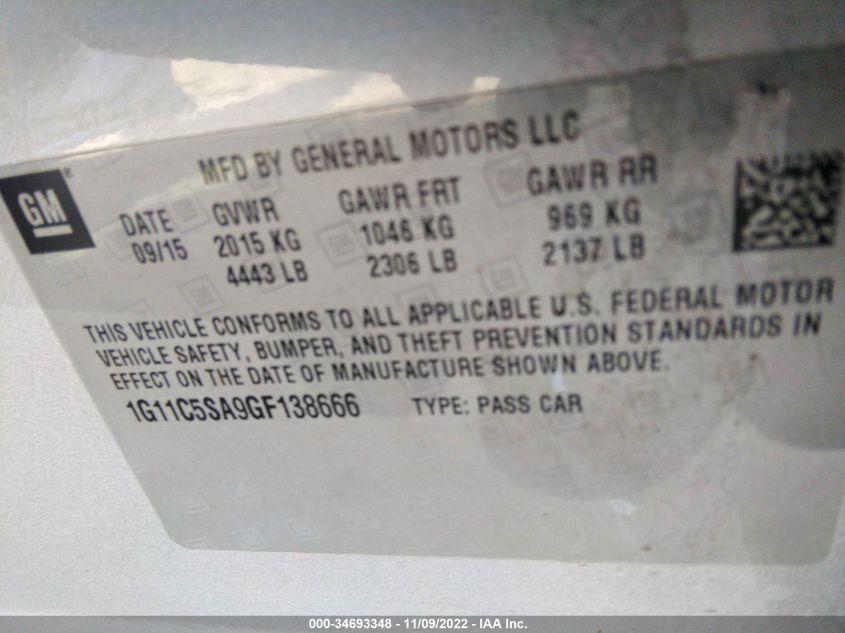 MFD BY GENERAL MOTORS LLC
GM®
DATE GVWR GAWR FRT GAWR RR
09/15 2015 KG 1046 KG 969 KG
4443 LB 2306 LB 2137 LB
THIS VEHICLE CONFORMS TO ALL APPLICABLE U.S. FEDERAL MOTOR
VEHICLE SAFETY, BUMPER, AND THEFT PREVENTION STANDARDS IN
EFFECT ON THE DATE OF MANUFACTURE SHOWN ABOVE.
1G11C5SA9GF138666 TYPE: PASS CAR
000-34693348 - 11/09/2022 - IAA Inc.